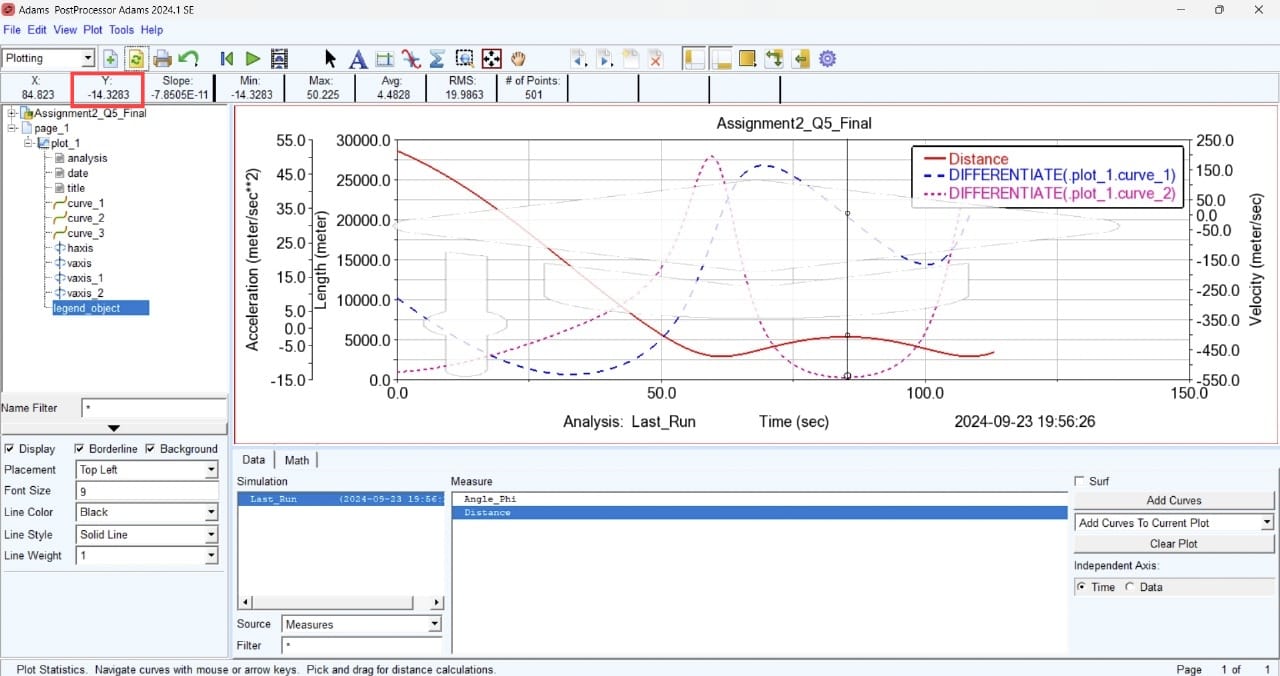 Adams PostProcessor Adams 2024.1 SE
File Edit View Plot Tools Help
Plotting
X: Y: Slope: Min: Max: Avg: RMS: # of Points:
84.823 -14.3283 -7.8505E-11 -14.3283 50.225 4.4828 19.9863 501
Assignment2_Q5_Final
page_1
plot_1
analysis
date
title
curve_1
curve_2
curve_3
haxis
vaxis
vaxis_1
vaxis_2
legend_object
Name Filter *
Display Borderline Background
Placement Top Left
Font Size 9
Line Color Black
Line Style Solid Line
Line Weight 1
Assignment2_Q5_Final
Acceleration (meter/sec**2)
55.0
45.0
35.0
25.0
15.0
5.0
0.0
-5.0
-15.0
Length (meter)
30000.0
25000.0
20000.0
15000.0
10000.0
5000.0
0.0
Distance
DIFFERENTIATE(.plot_1.curve_1)
DIFFERENTIATE(.plot_1.curve_2)
250.0
150.0
50.0
0.0
-50.0
-150.0
-250.0
-350.0
-450.0
-550.0
Velocity (meter/sec)
0.0 50.0 100.0 150.0
Analysis: Last_Run Time (sec) 2024-09-23 19:56:26
Data Math
Simulation
Last_Run (2024-09-23 19:56:
Source Measures
Filter *
Measure
Angle_Phi
Distance
Surf
Add Curves
Add Curves To Current Plot
Clear Plot
Independent Axis:
Time Data
Plot Statistics. Navigate curves with mouse or arrow keys. Pick and drag for distance calculations.
Page 1 of 1